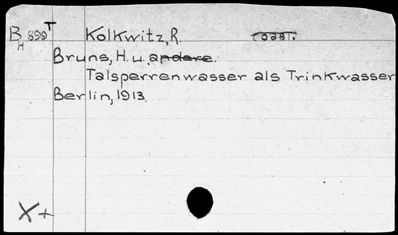 B H 899 T Kolkwitz, R.
Bruns, H. u. andere.
Talsperrenwasser als Trinkwasser
Berlin, 1913.
X +